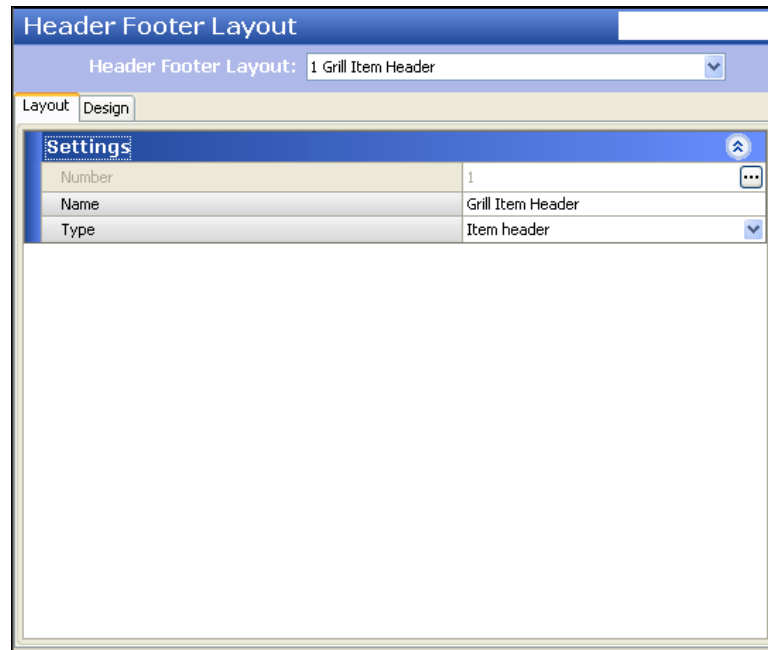 Header Footer Layout
Header Footer Layout: 1 Grill Item Header
Layout Design
Settings
Number 1
Name Grill Item Header
Type Item header